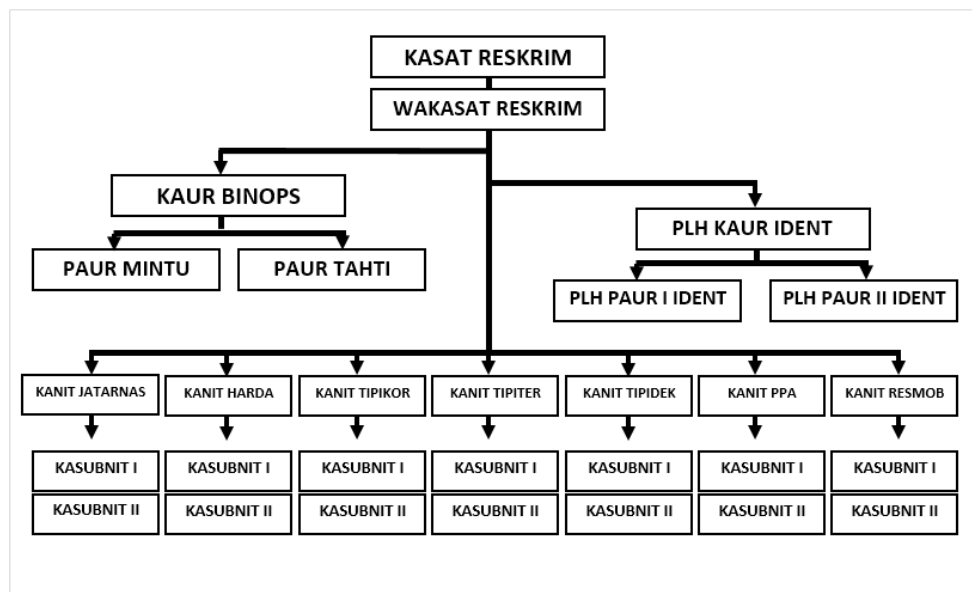 KASAT RESKRIM
WAKASAT RESKRIM
KAUR BINOPS
PLH KAUR IDENT
PAUR MINTU
PAUR TAHTI
PLH PAUR I IDENT
PLH PAUR II IDENT
KANIT JATARNAS
KANIT HARDA
KANIT TIPIKOR
KANIT TIPITER
KANIT TIPIDEK
KANIT PPA
KANIT RESMOB
KASUBNIT I
KASUBNIT I
KASUBNIT I
KASUBNIT I
KASUBNIT I
KASUBNIT I
KASUBNIT I
KASUBNIT II
KASUBNIT II
KASUBNIT II
KASUBNIT II
KASUBNIT II
KASUBNIT II
KASUBNIT II